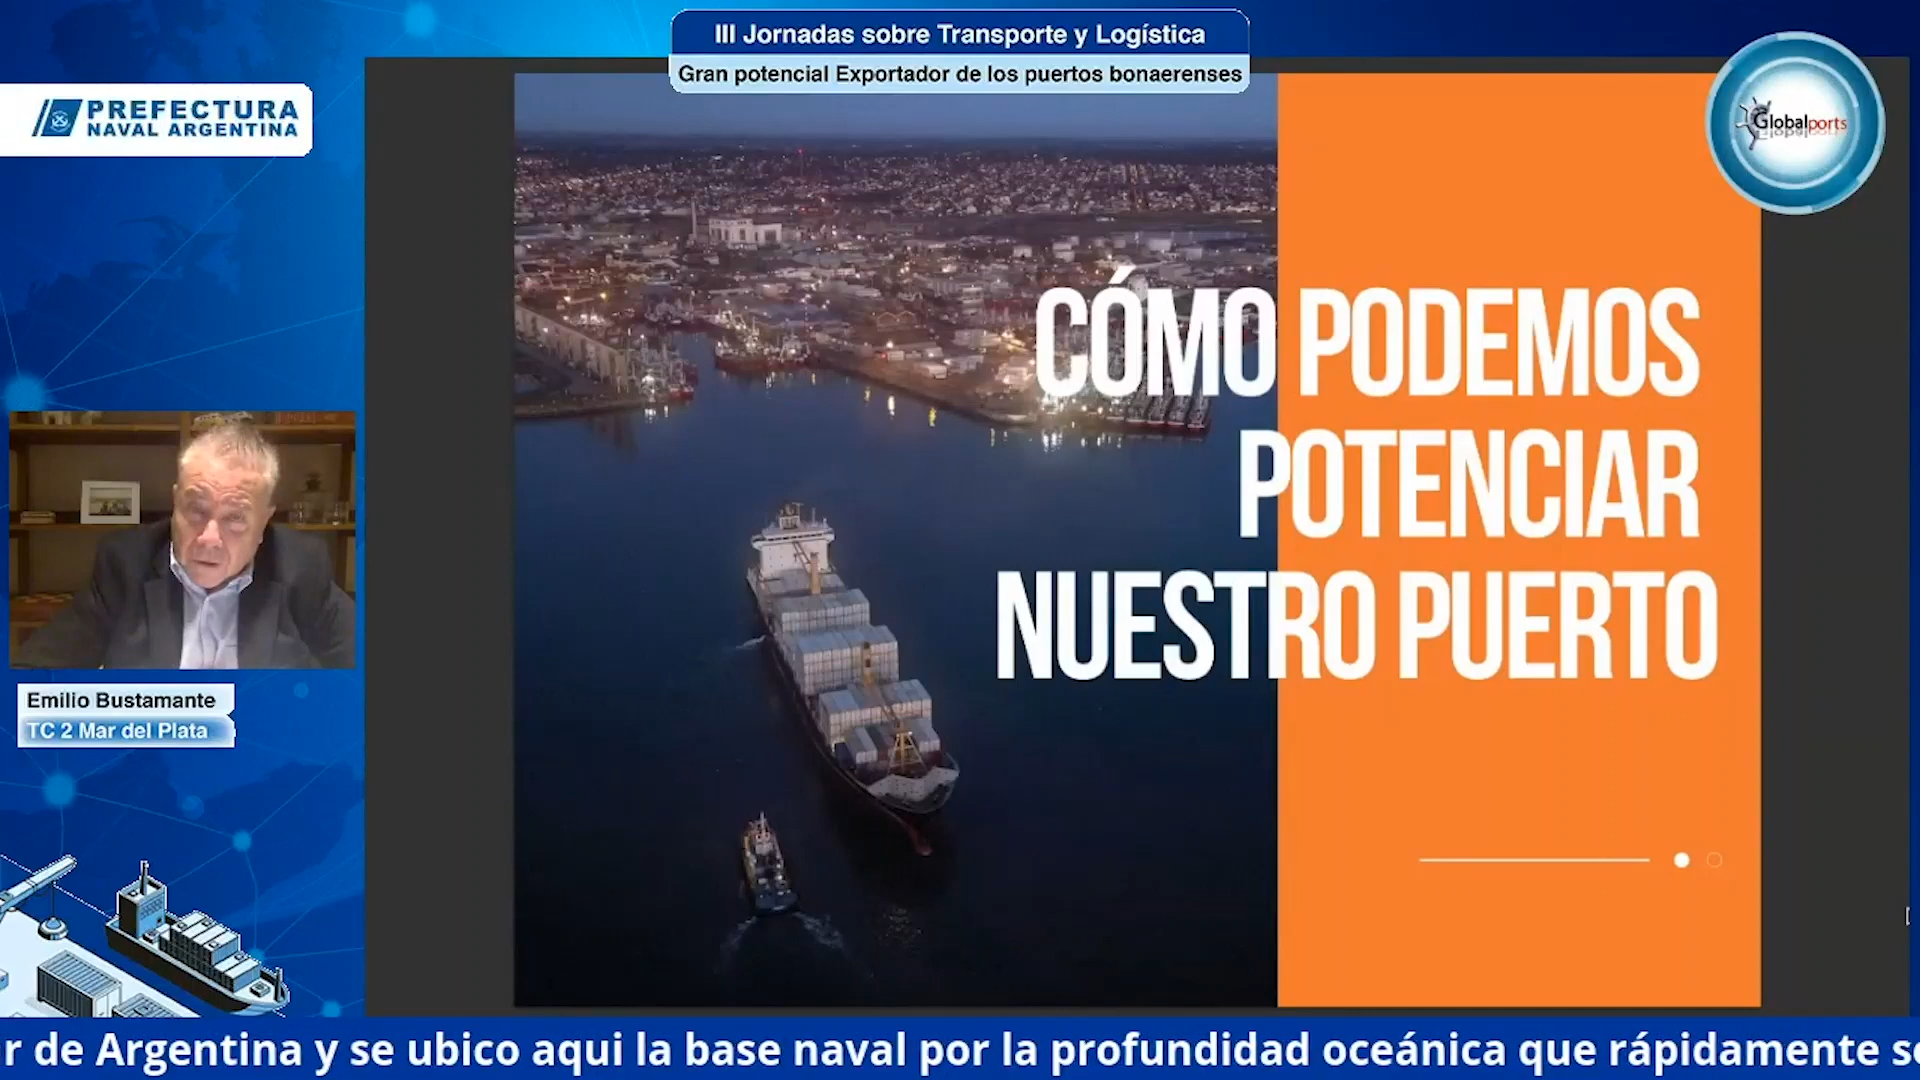 III Jornadas sobre Transporte y Logística
Gran potencial Exportador de los puertos bonaerenses
PREFECTURA
NAVAL ARGENTINA
Globalports
CÓMO PODEMOS
POTENCIAR
NUESTRO PUERTO
Emilio Bustamante
TC 2 Mar del Plata
r de Argentina y se ubico aqui la base naval por la profundidad oceánica que rápidamente se